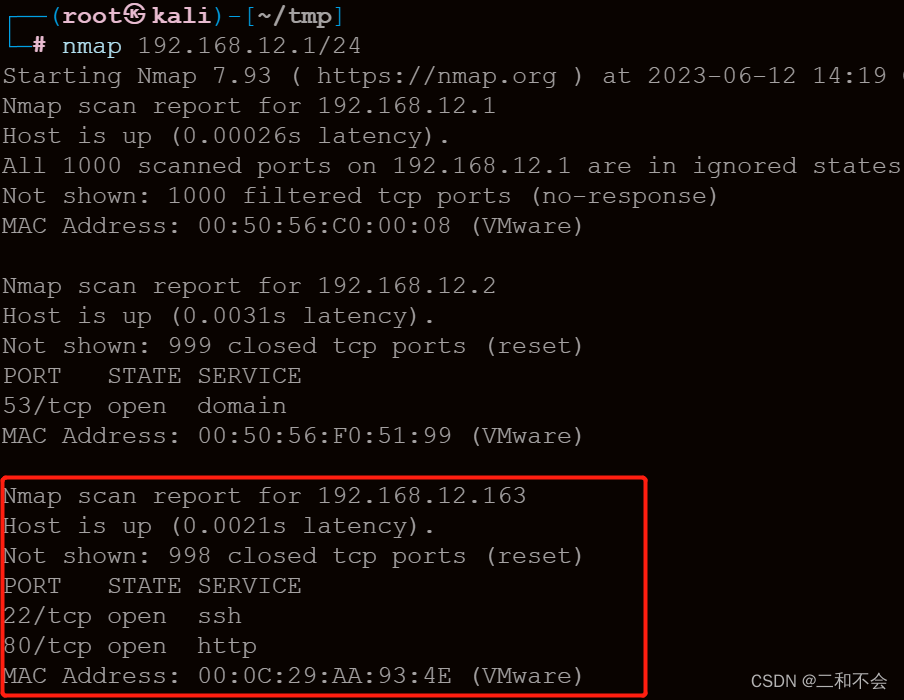 (root㉿kali)-[~/tmp]
# nmap 192.168.12.1/24
Starting Nmap 7.93 ( https://nmap.org ) at 2023-06-12 14:19
Nmap scan report for 192.168.12.1
Host is up (0.00026s latency).
All 1000 scanned ports on 192.168.12.1 are in ignored states
Not shown: 1000 filtered tcp ports (no-response)
MAC Address: 00:50:56:C0:00:08 (VMware)
Nmap scan report for 192.168.12.2
Host is up (0.0031s latency).
Not shown: 999 closed tcp ports (reset)
PORT   STATE SERVICE
53/tcp open  domain
MAC Address: 00:50:56:F0:51:99 (VMware)
Nmap scan report for 192.168.12.163
Host is up (0.0021s latency).
Not shown: 998 closed tcp ports (reset)
PORT   STATE SERVICE
22/tcp open  ssh
80/tcp open  http
MAC Address: 00:0C:29:AA:93:4E (VMware)
CSDN @二和不会